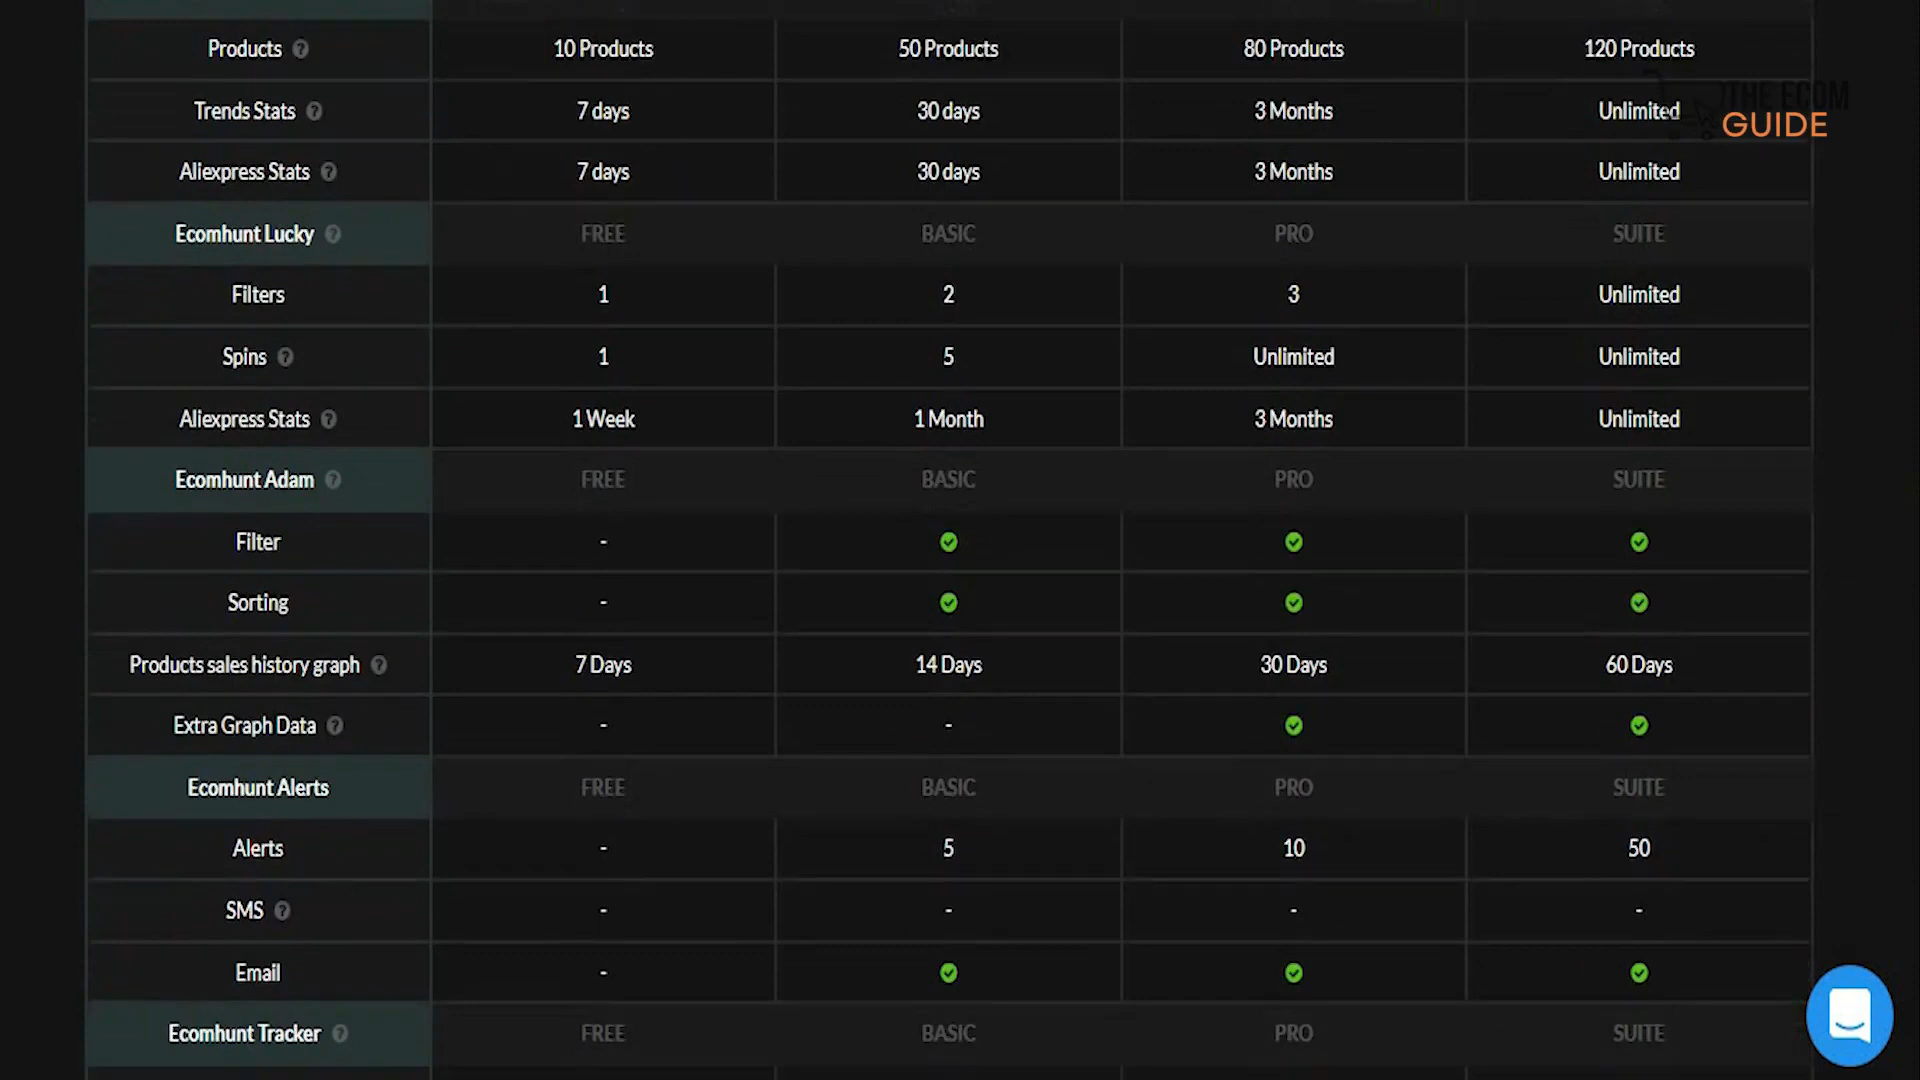 Products ? 10 Products 50 Products 80 Products 120 Products
Trends Stats ? 7 days 30 days 3 Months Unlimited
THE ECOM
GUIDE
Aliexpress Stats ? 7 days 30 days 3 Months Unlimited
Ecomhunt Lucky ? FREE BASIC PRO SUITE
Filters 1 2 3 Unlimited
Spins ? 1 5 Unlimited Unlimited
Aliexpress Stats ? 1 Week 1 Month 3 Months Unlimited
Ecomhunt Adam ? FREE BASIC PRO SUITE
Filter -
Sorting -
Products sales history graph ? 7 Days 14 Days 30 Days 60 Days
Extra Graph Data ? - -
Ecomhunt Alerts FREE BASIC PRO SUITE
Alerts - 5 10 50
SMS ? - - - -
Email -
Ecomhunt Tracker ? FREE BASIC PRO SUITE